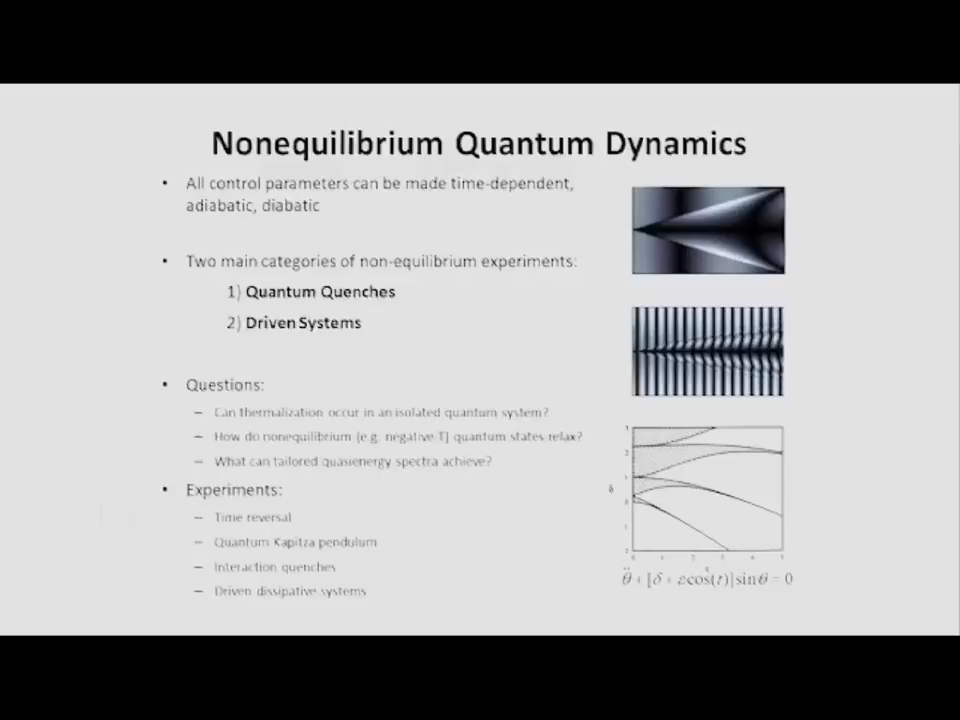 Nonequilibrium Quantum Dynamics
• All control parameters can be made time-dependent,
adiabatic, diabatic
• Two main categories of non-equilibrium experiments:
1) Quantum Quenches
2) Driven Systems
• Questions:
– Can thermalization occur in an isolated quantum system?
– How do nonequilibrium (e.g. negative T) quantum states relax?
– What can tailored quasienergy spectra achieve?
• Experiments:
– Time reversal
– Quantum Kapitza pendulum
– Interaction quenches
– Driven dissipative systems
θ̈ + [δ + εcos(t)]sinθ = 0